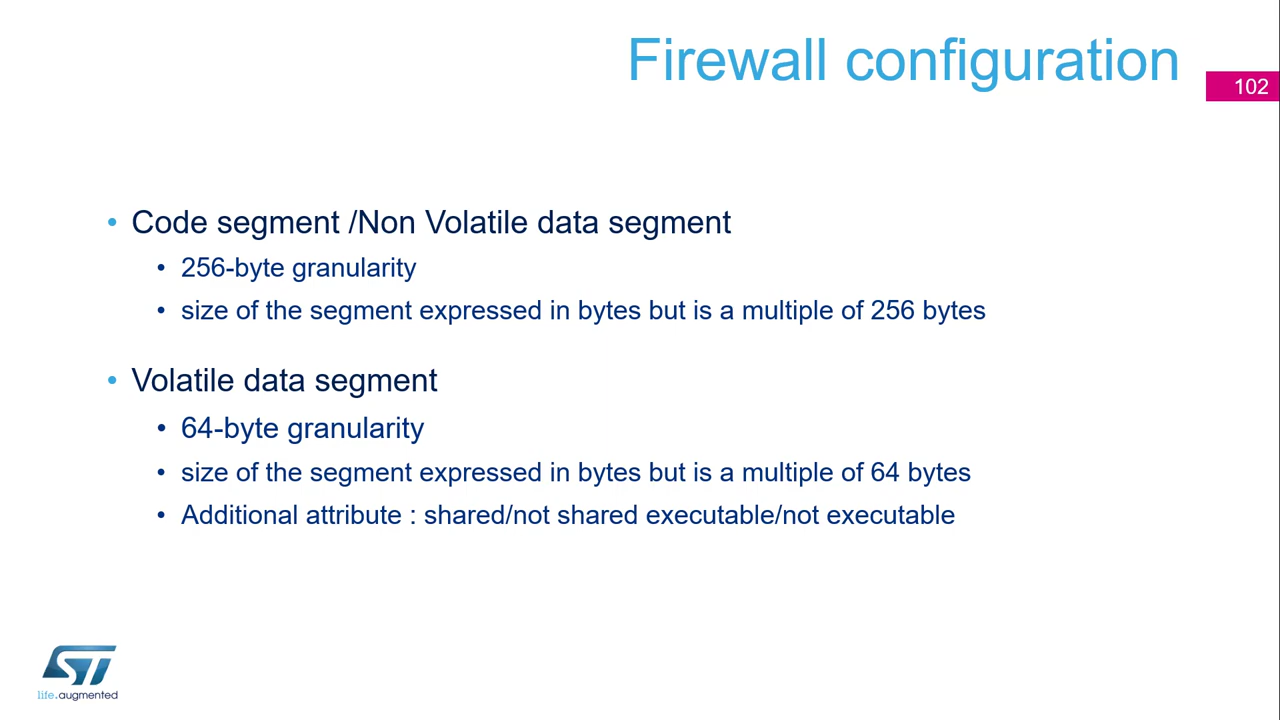 Firewall configuration
102
• Code segment /Non Volatile data segment
• 256-byte granularity
• size of the segment expressed in bytes but is a multiple of 256 bytes
• Volatile data segment
• 64-byte granularity
• size of the segment expressed in bytes but is a multiple of 64 bytes
• Additional attribute : shared/not shared executable/not executable
ST
life.augmented